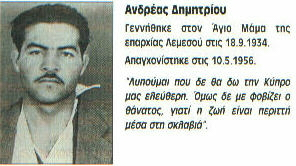 Ανδρέας Δημητρίου
Γεννήθηκε στον Άγιο Μάμα της
επαρχίας Λεμεσού στις 18.9.1934.
Απαγχονίστηκε στις 10.5.1956.
"Λυπούμαι που δε θα δω την Κύπρο
μας ελεύθερη. Όμως δε με φοβίζει ο
θάνατος, γιατί η ζωή είναι περιττή
μέσα στη σκλαβιά".